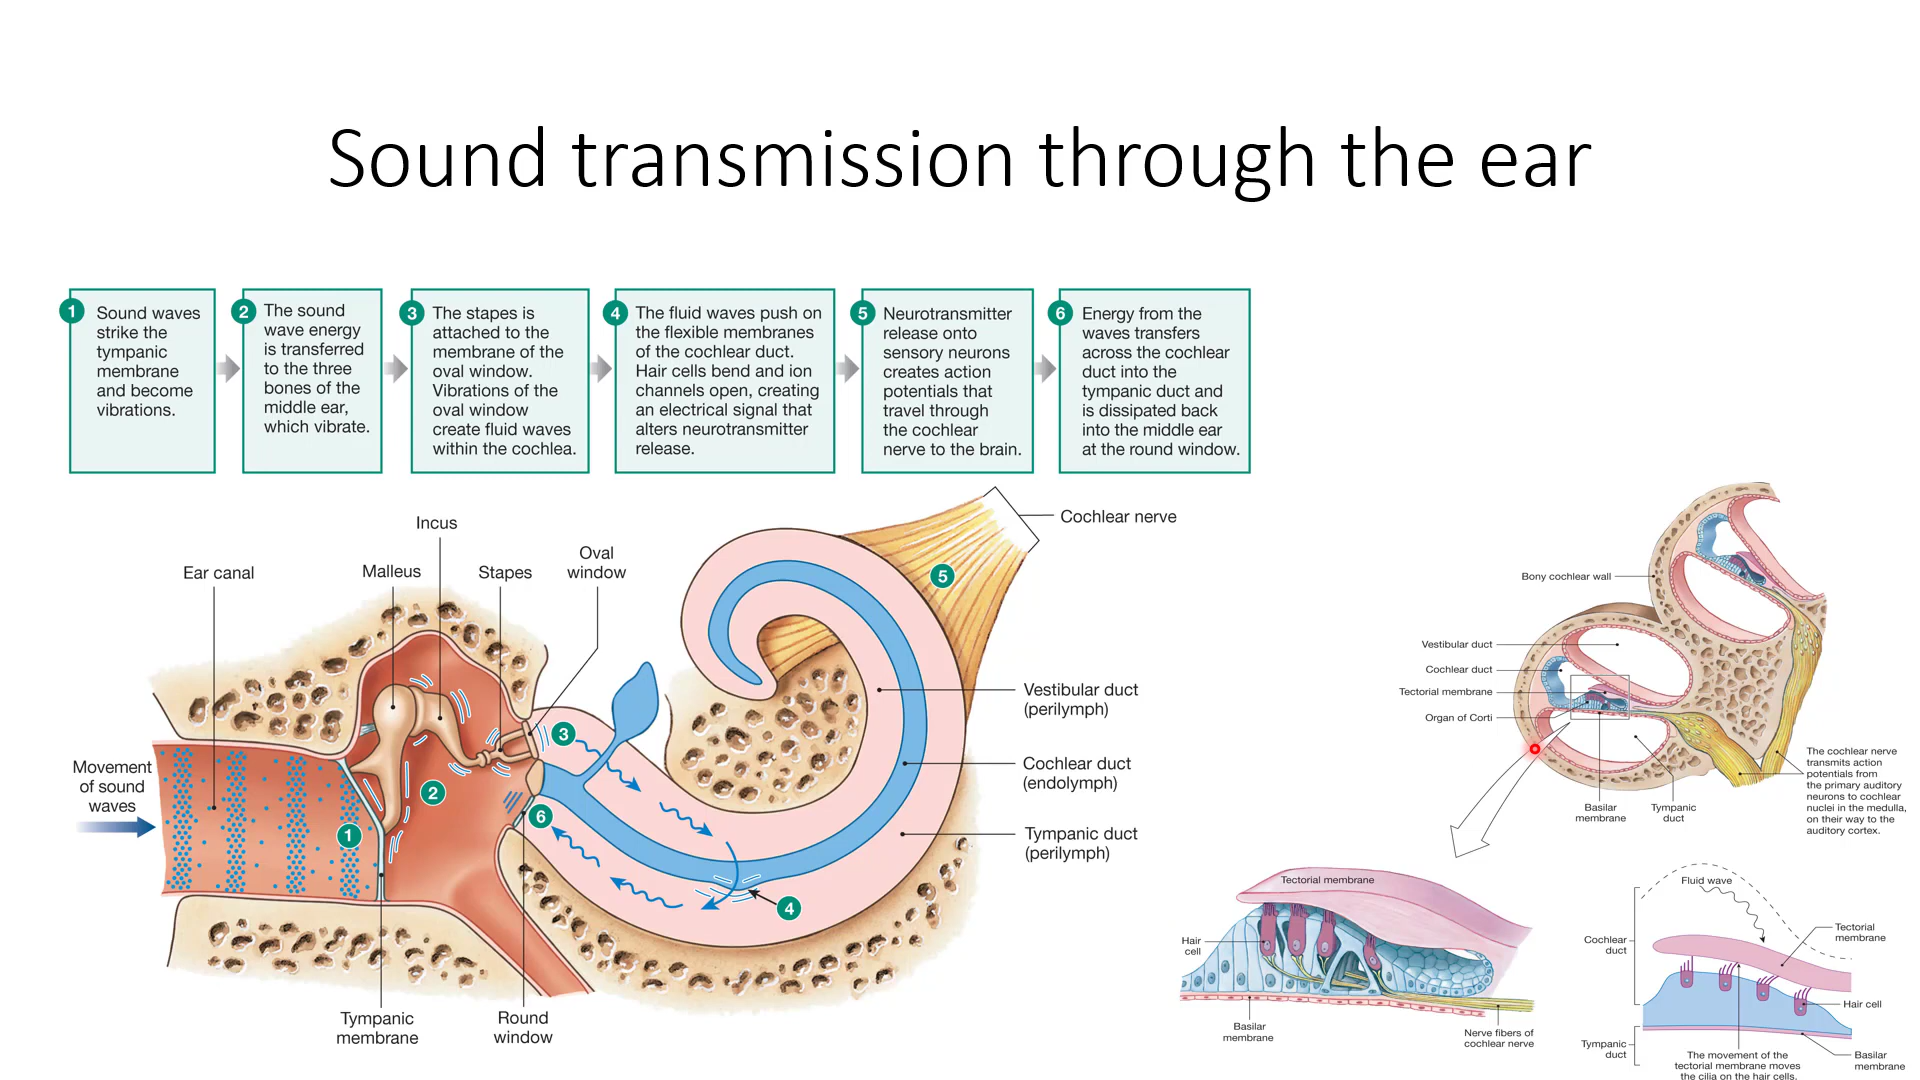 Sound transmission through the ear
1
Sound waves
strike the
tympanic
membrane
and become
vibrations.
2
The sound
wave energy
is transferred
to the three
bones of the
middle ear,
which vibrate.
3
The stapes is
attached to the
membrane of the
oval window.
Vibrations of the
oval window
create fluid waves
within the cochlea.
4
The fluid waves push on
the flexible membranes
of the cochlear duct.
Hair cells bend and ion
channels open, creating
an electrical signal that
alters neurotransmitter
release.
5
Neurotransmitter
release onto
sensory neurons
creates action
potentials that
travel through
the cochlear
nerve to the brain.
6
Energy from the
waves transfers
across the cochlear
duct into the
tympanic duct and
is dissipated back
into the middle ear
at the round window.
Cochlear nerve
Incus
Oval
window
Ear canal
Malleus
Stapes
5
3
Vestibular duct
(perilymph)
Movement
of sound
waves
2
Cochlear duct
(endolymph)
6
1
Tympanic duct
(perilymph)
4
Tympanic
membrane
Round
window
Bony cochlear wall
Vestibular duct
Cochlear duct
Tectorial membrane
Organ of Corti
Basilar
membrane
Tympanic
duct
The cochlear nerve
transmits action
potentials from
the primary auditory
neurons to cochlear
nuclei in the medulla,
on their way to the
auditory cortex.
Tectorial membrane
Hair
cell
Basilar
membrane
Nerve fibers of
cochlear nerve
Fluid wave
Cochlear
duct
Tectorial
membrane
Hair cell
Tympanic
duct
The movement of the
tectorial membrane moves
the cilia on the hair cells.
Basilar
membrane